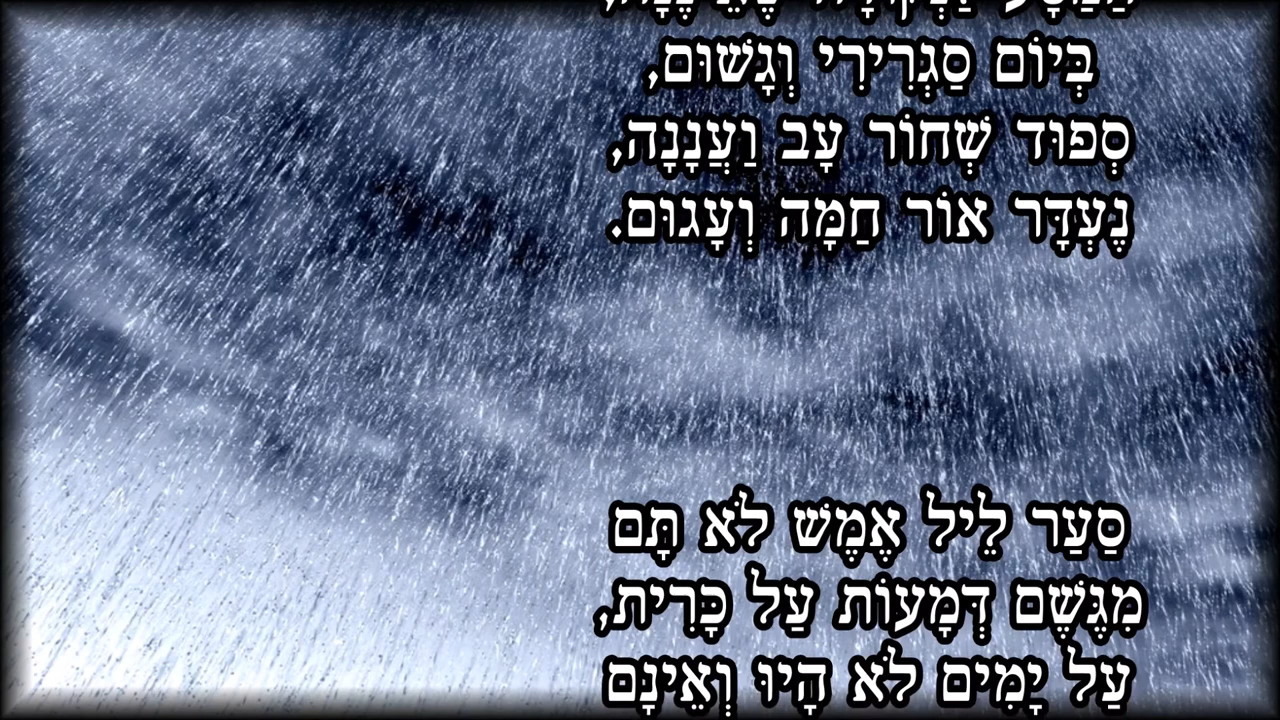 בְּיוֹם סַגְרִירִי וְגָשׁוּם,
סְפוּד שְׁחוֹר עָב וַעֲנָנָה,
נֶעְדָּר אוֹר חַמָּה וְעָגוּם.
סַעַר לֵיל אֶמֶשׁ לֹא תָּם
מִגֶּשֶׁם דְּמָעוֹת עַל כָּרִית,
עַל יָמִים לֹא הָיוּ וְאֵינָם